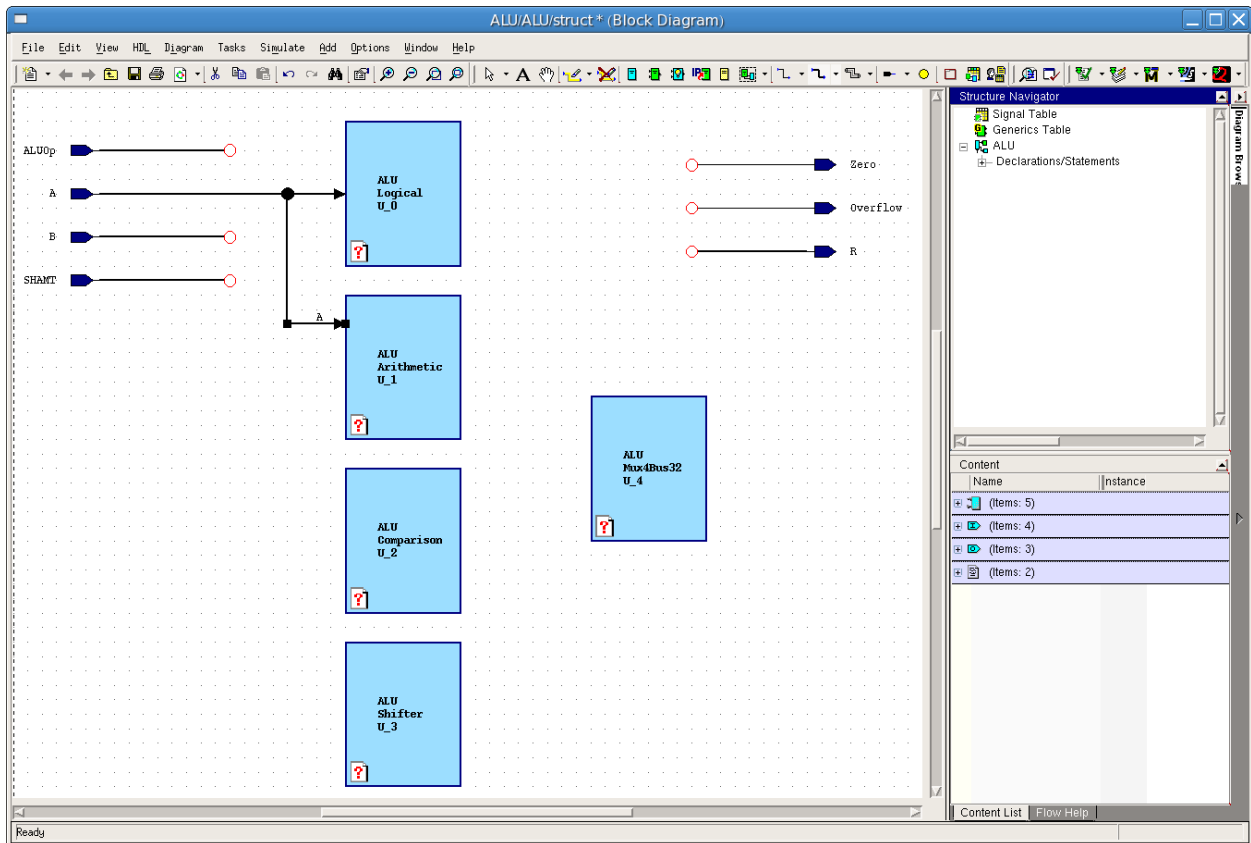 ALU/ALU/struct * (Block Diagram)
File Edit View HDL Diagram Tasks Simulate Add Options Window Help
ALUOp
A
B
SHAMT
ALU
Logical
U_0
A
ALU
Arithmetic
U_1
ALU
Comparison
U_2
ALU
Shifter
U_3
ALU
Mux4Bus32
U_4
Zero
Overflow
R
Structure Navigator
Signal Table
Generics Table
ALU
Declarations/Statements
Diagram Brows
Content
Name Instance
(Items: 5)
(Items: 4)
(Items: 3)
(Items: 2)
Content List Flow Help
Ready